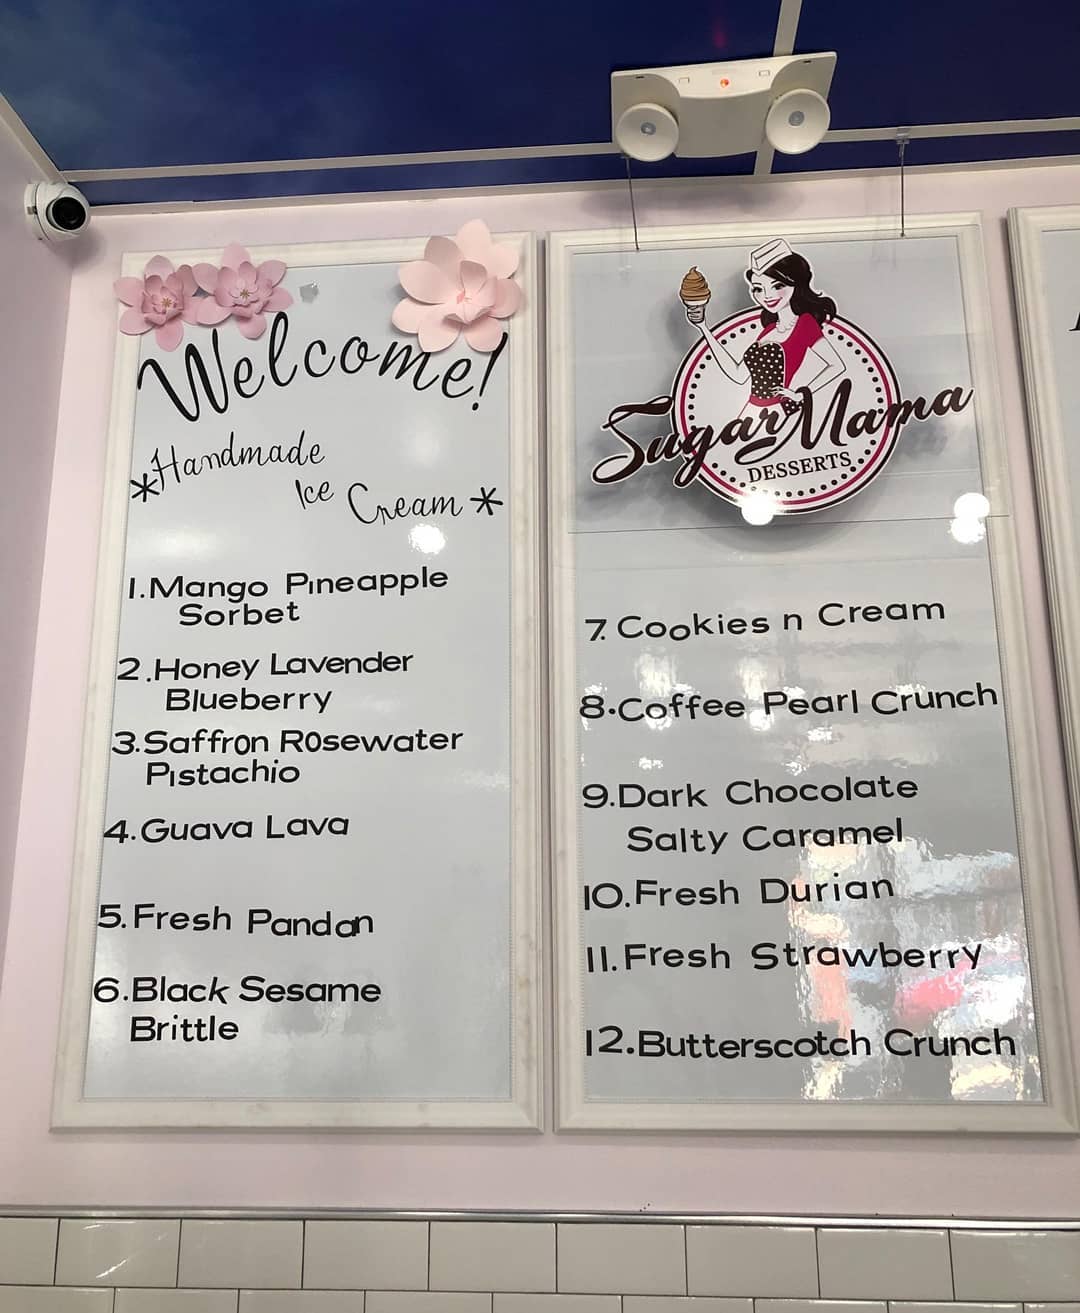 Welcome!
*Handmade
Ice Cream*
1. Mango Pineapple
Sorbet
2. Honey Lavender
Blueberry
3. Saffron Rosewater
Pistachio
4. Guava Lava
5. Fresh Pandan
6. Black Sesame
Brittle
Sugar Mama
DESSERTS
7. Cookies n Cream
8. Coffee Pearl Crunch
9. Dark Chocolate
Salty Caramel
10. Fresh Durian
11. Fresh Strawberry
12. Butterscotch Crunch